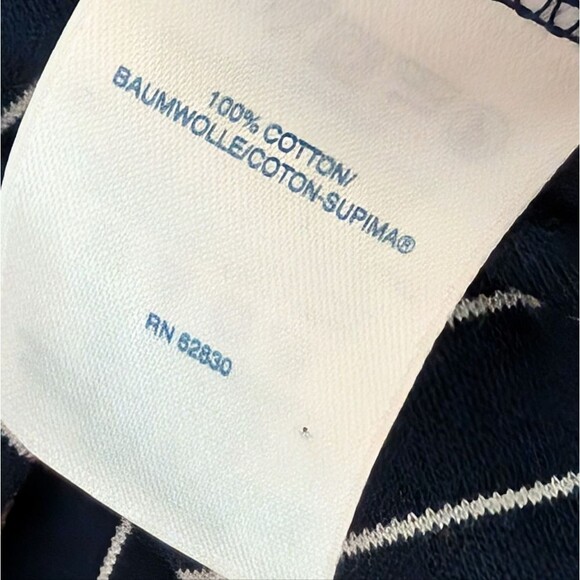 100% COTTON/
BAUMWOLLE/COTON-SUPIMA®
RN 62830